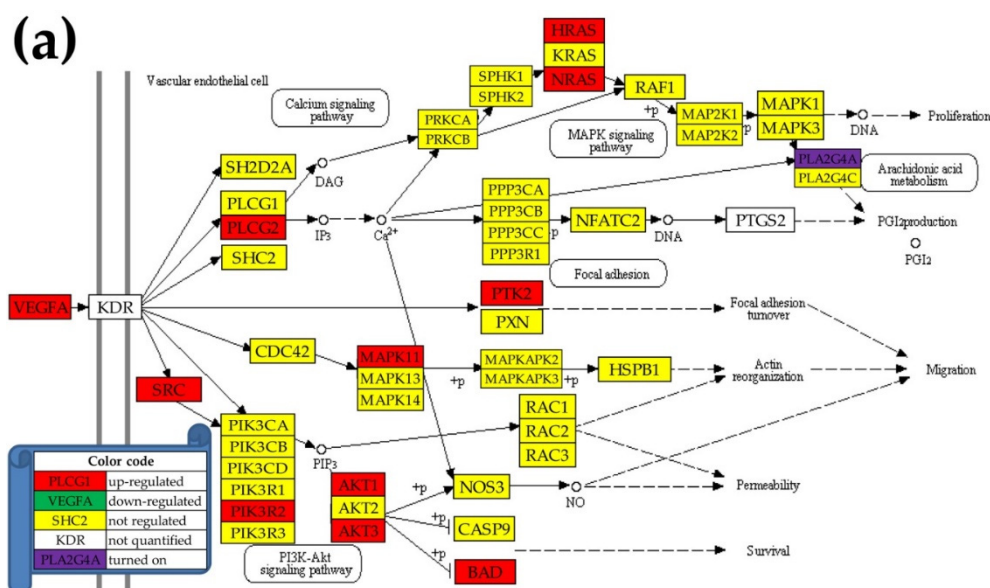 (a)
Vascular endothelial cell
Calcium signaling
pathway
HRAS
KRAS
NRAS
SPHK1
SPHK2
PRKCA
PRKCB
RAF1
+p
MAP2K1
MAP2K2
+p
MAPK1
MAPK3
DNA
Proliferation
MAPK signaling
pathway
SH2D2A
DAG
PLA2G4A
PLA2G4C
Arachidonic acid
metabolism
PLCG1
PLCG2
IP3
Ca2+
PPP3CA
PPP3CB
PPP3CC
PPP3R1
-p
NFATC2
DNA
PTGS2
PGI2production
PGI2
SHC2
Focal adhesion
VEGFA
KDR
PTK2
PXN
Focal adhesion
turnover
CDC42
MAPK11
MAPK13
MAPK14
+p
MAPKAPK2
MAPKAPK3
+p
HSPB1
Actin
reorganization
Migration
SRC
PIK3CA
PIK3CB
PIK3CD
PIK3R1
PIK3R2
PIK3R3
PIP3
RAC1
RAC2
RAC3
AKT1
AKT2
AKT3
+p
NOS3
NO
Permeability
+p
CASP9
+p
BAD
Survival
PI3K-Akt
signaling pathway
Color code
PLCG1 up-regulated
VEGFA down-regulated
SHC2 not regulated
KDR not quantified
PLA2G4A turned on